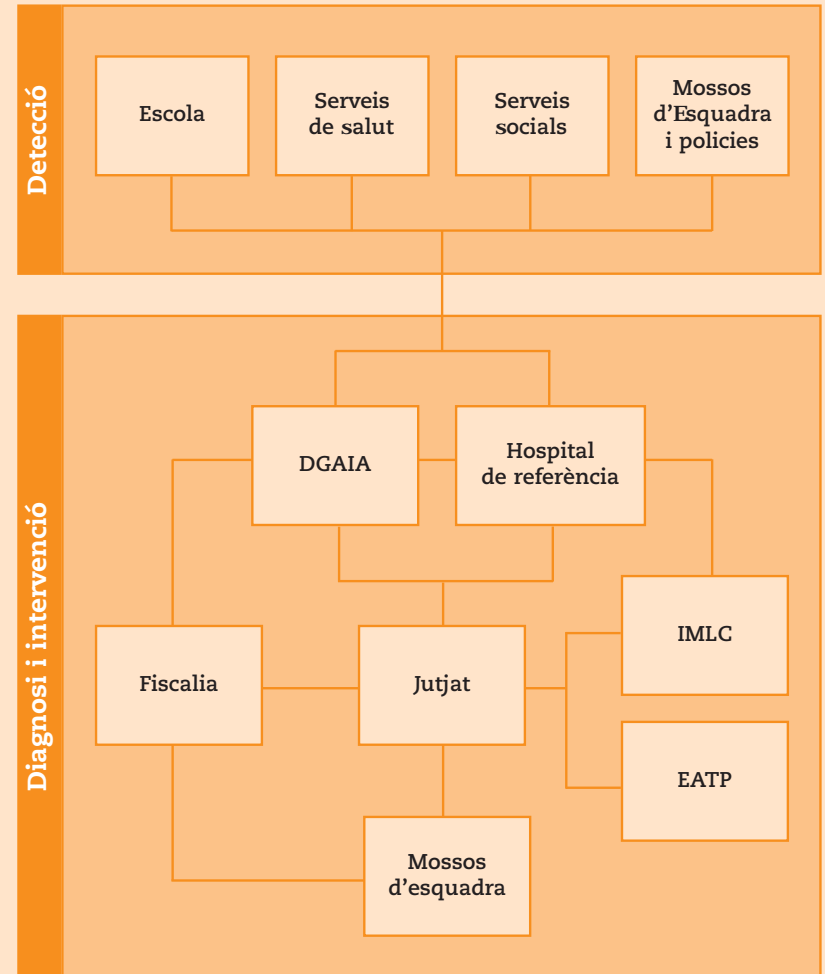 Detecció
Escola
Serveis
de salut
Serveis
socials
Mossos
d'Esquadra
i policies
Diagnosi i intervenció
DGAIA
Hospital
de referència
Fiscalia
Jutjat
IMLC
EATP
Mossos
d'esquadra